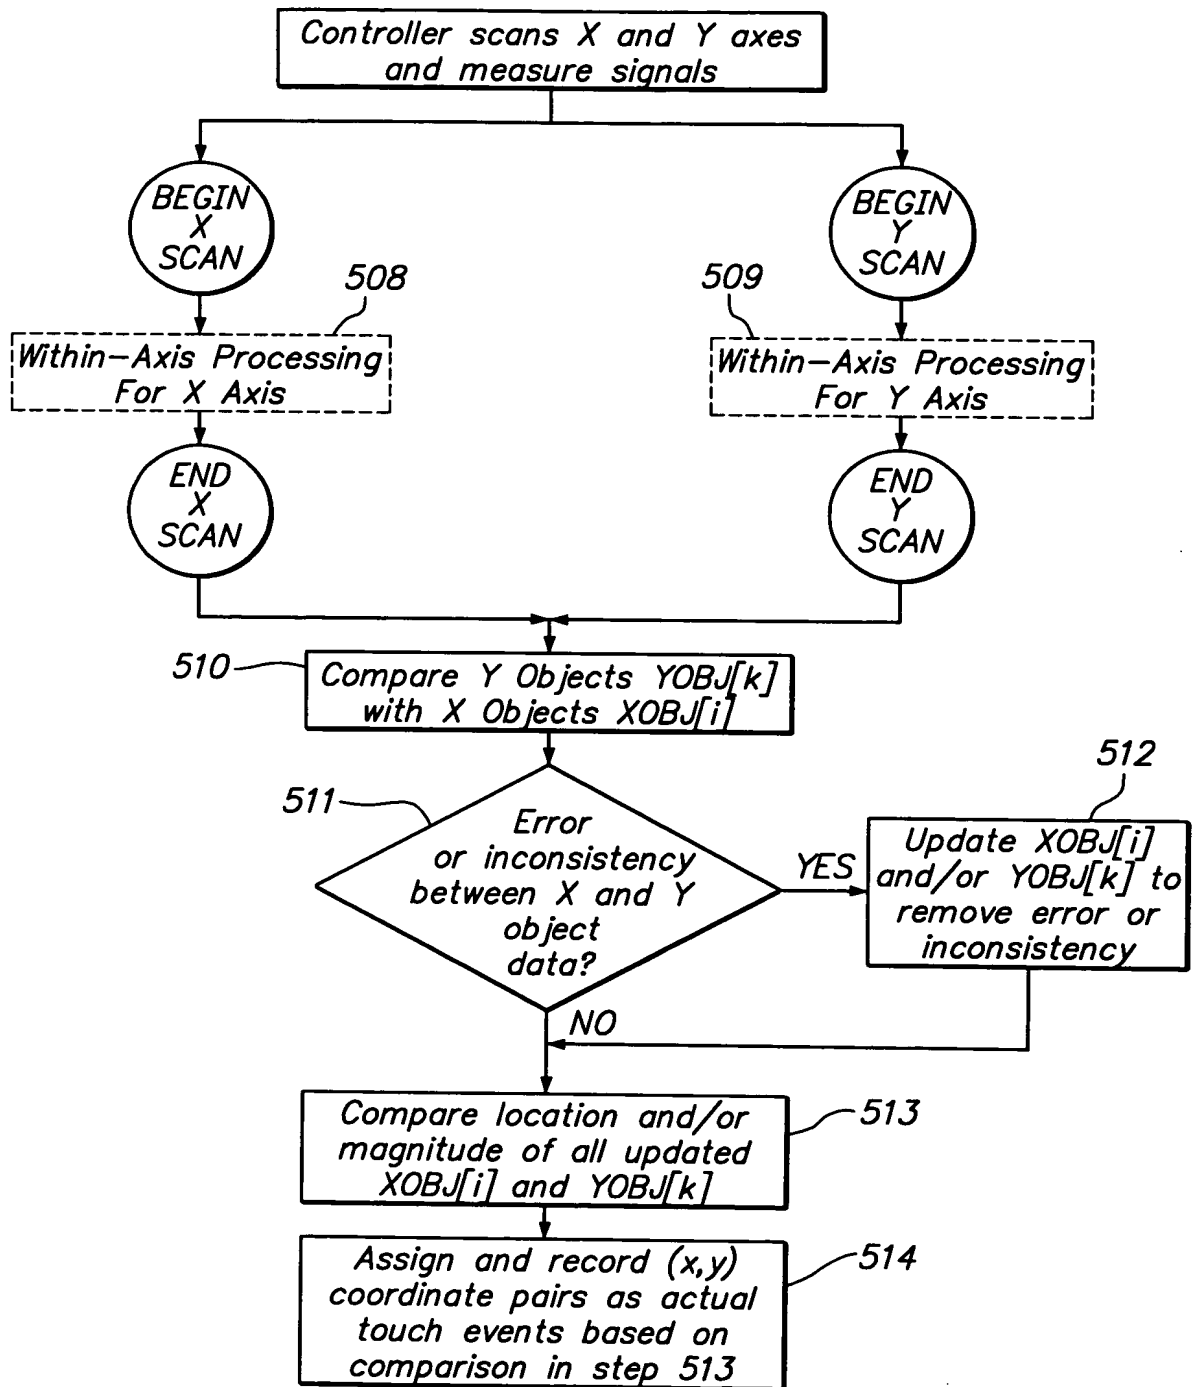 Controller scans X and Y axes
and measure signals
BEGIN
X
SCAN
BEGIN
Y
SCAN
508
509
Within-Axis Processing
For X Axis
Within-Axis Processing
For Y Axis
END
X
SCAN
END
Y
SCAN
510
Compare Y Objects YOBJ[k]
with X Objects XOBJ[i]
511
Error
or inconsistency
between X and Y
object
data?
YES
512
Update XOBJ[i]
and/or YOBJ[k] to
remove error or
inconsistency
NO
Compare location and/or
magnitude of all updated
XOBJ[i] and YOBJ[k]
513
Assign and record (x,y)
coordinate pairs as actual
touch events based on
comparison in step 513
514